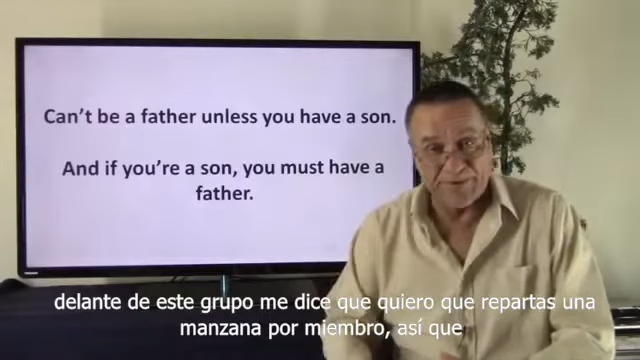 Can't be a father unless you have a son.
And if you're a son, you must have a
father.
delante de este grupo me dice que quiero que repartas una
manzana por miembro, así que